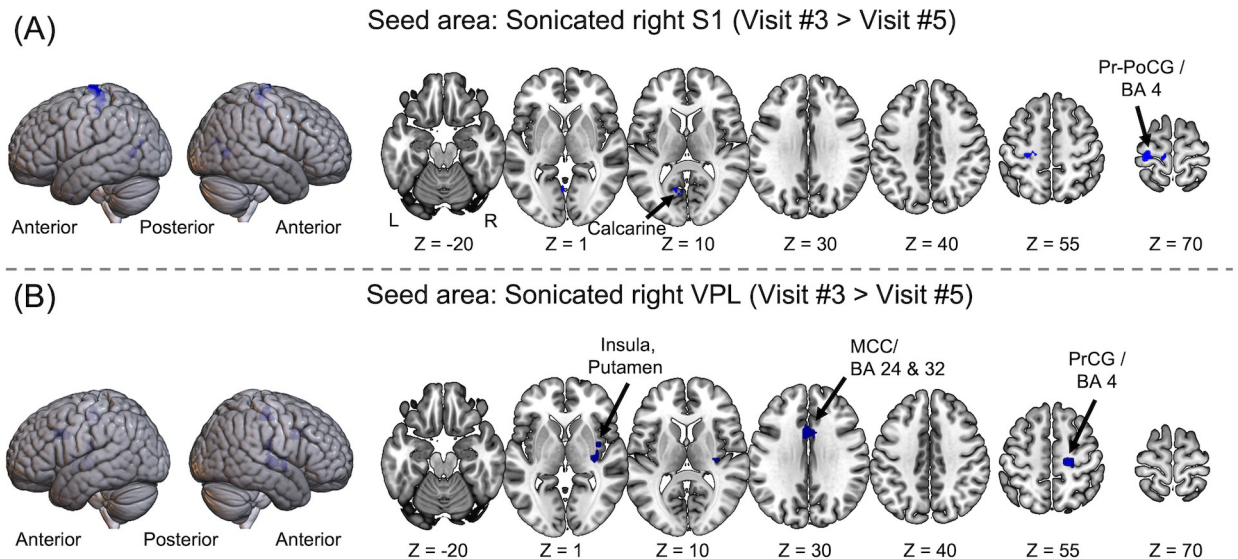 (A)
Seed area: Sonicated right S1 (Visit #3 > Visit #5)
Pr-PoCG /
BA 4
Calcarine
L
R
Anterior
Posterior
Anterior
Z = -20
Z = 1
Z = 10
Z = 30
Z = 40
Z = 55
Z = 70
(B)
Seed area: Sonicated right VPL (Visit #3 > Visit #5)
Insula,
Putamen
MCC/
BA 24 & 32
PrCG /
BA 4
Anterior
Posterior
Anterior
Z = -20
Z = 1
Z = 10
Z = 30
Z = 40
Z = 55
Z = 70